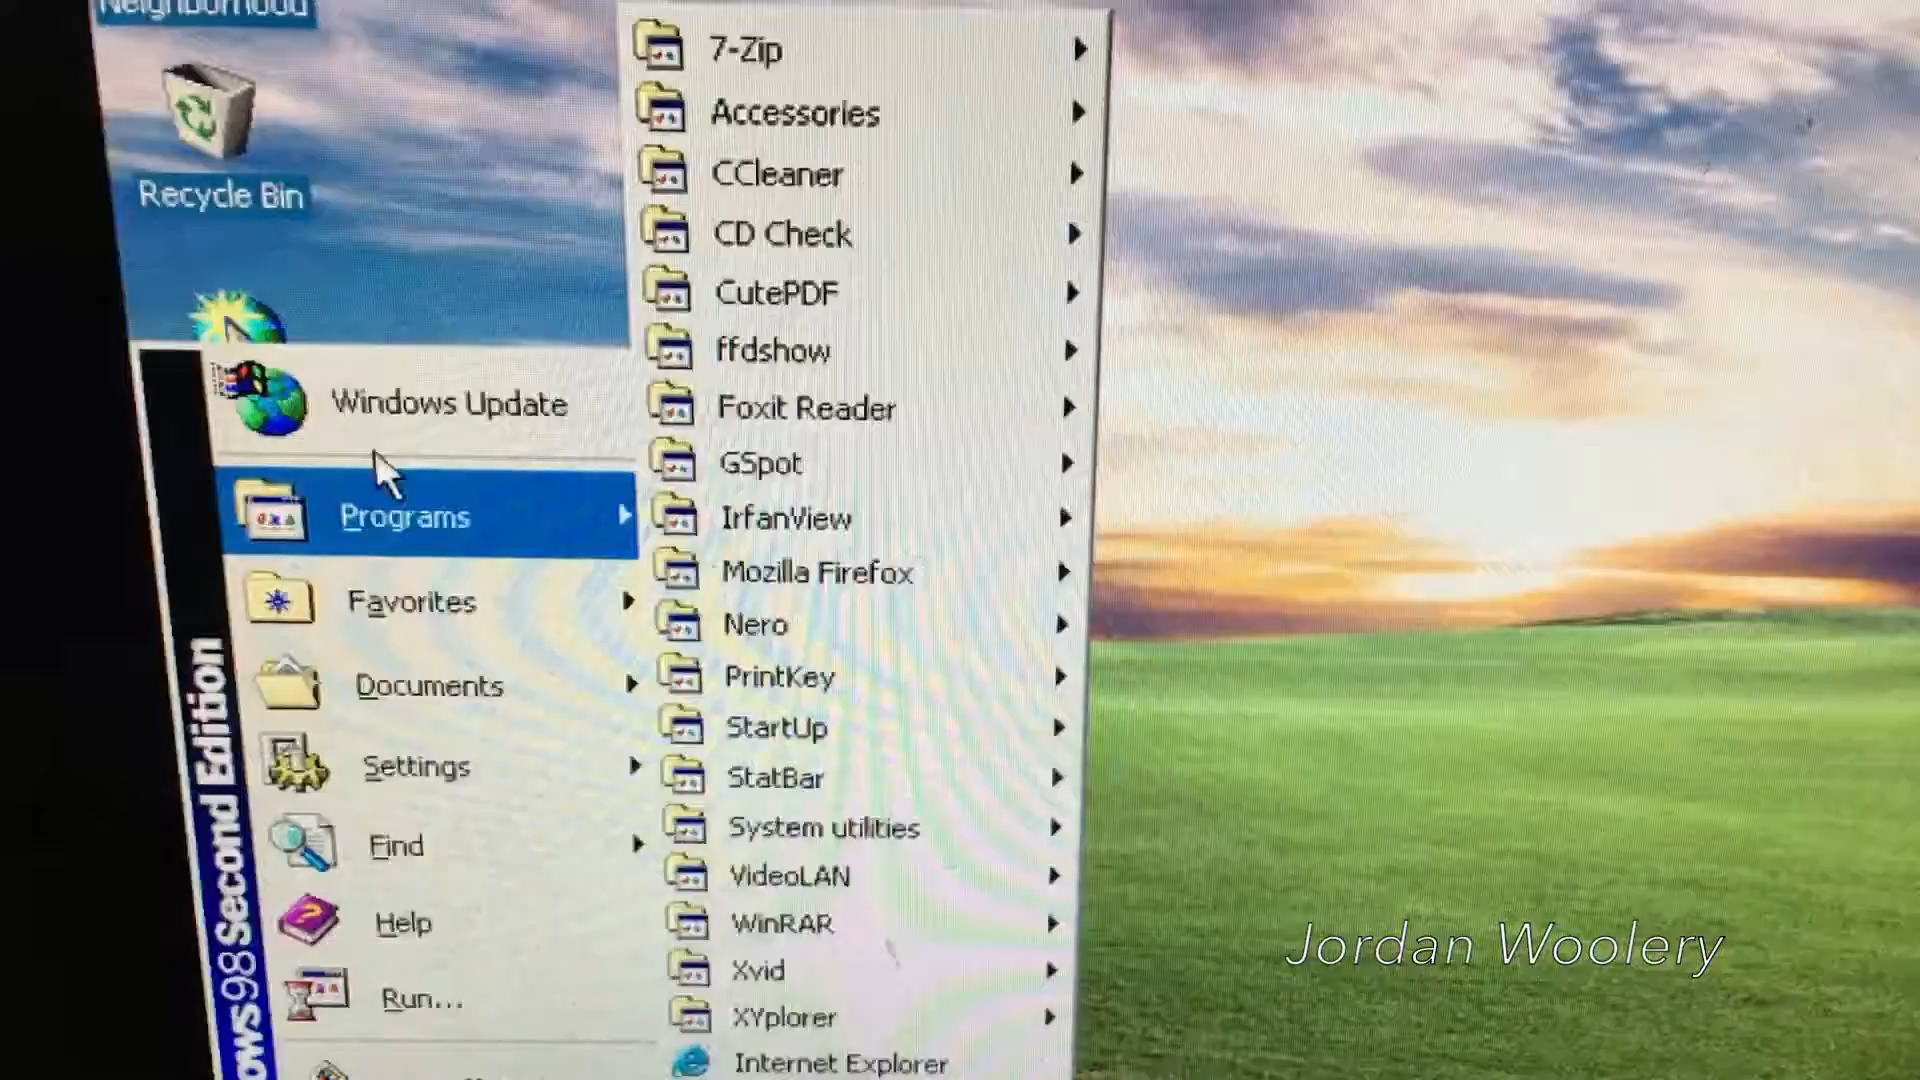 Neighborhood
Recycle Bin
Windows Update
Programs
Favorites
Documents
Settings
Find
Help
Run...
ows98 Second Edition
7-Zip
Accessories
CCleaner
CD Check
CutePDF
ffdshow
Foxit Reader
GSpot
IrfanView
Mozilla Firefox
Nero
PrintKey
StartUp
StatBar
System utilities
VideoLAN
WinRAR
Xvid
XYplorer
Internet Explorer
Jordan Woolery